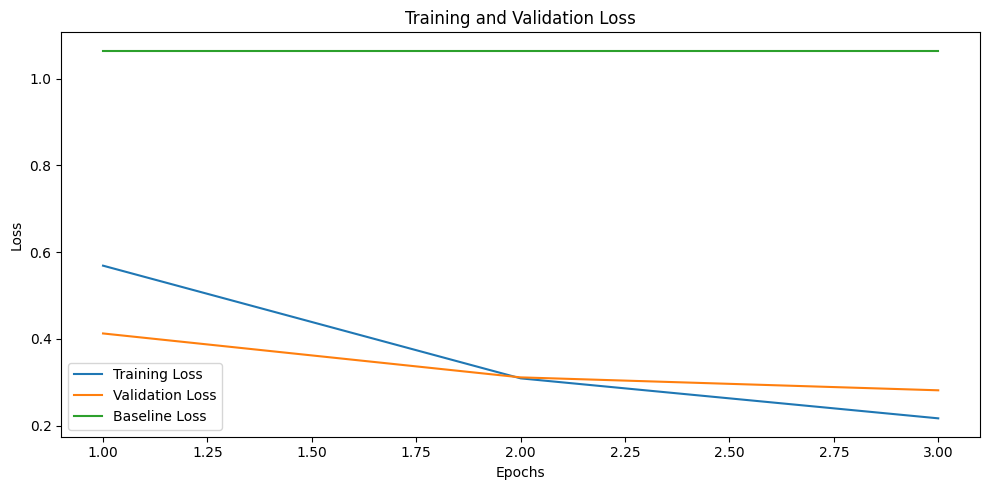 Training and Validation Loss
Loss
1.0
0.8
0.6
0.4
0.2
Training Loss
Validation Loss
Baseline Loss
1.00 1.25 1.50 1.75 2.00 2.25 2.50 2.75 3.00
Epochs